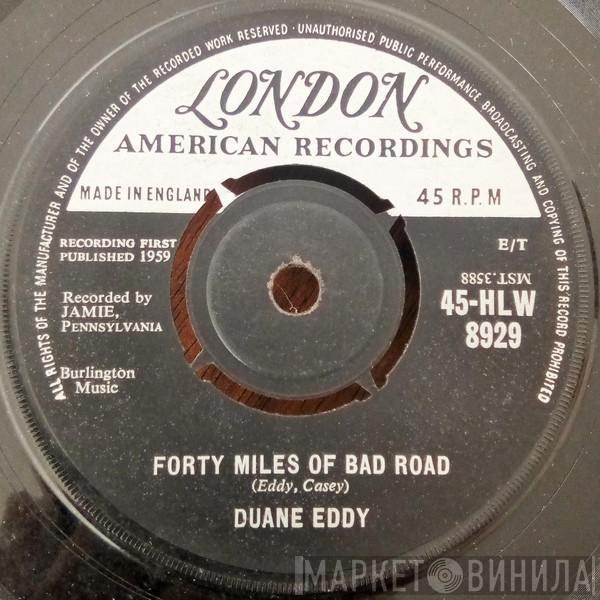 ALL RIGHTS OF THE MANUFACTURER AND OF THE OWNER OF THE RECORDED WORK RESERVED · UNAUTHORISED PUBLIC PERFORMANCE BROADCASTING AND COPYING OF THIS RECORD PROHIBITED
LONDON
AMERICAN RECORDINGS
MADE IN ENGLAND
45 R.P.M
RECORDING FIRST
PUBLISHED 1959
E/T
MST.3588
Recorded by
JAMIE,
PENNSYLVANIA
45-HLW
8929
Burlington
Music
FORTY MILES OF BAD ROAD
(Eddy, Casey)
DUANE EDDY
МАРКЕТ ВИНИЛА